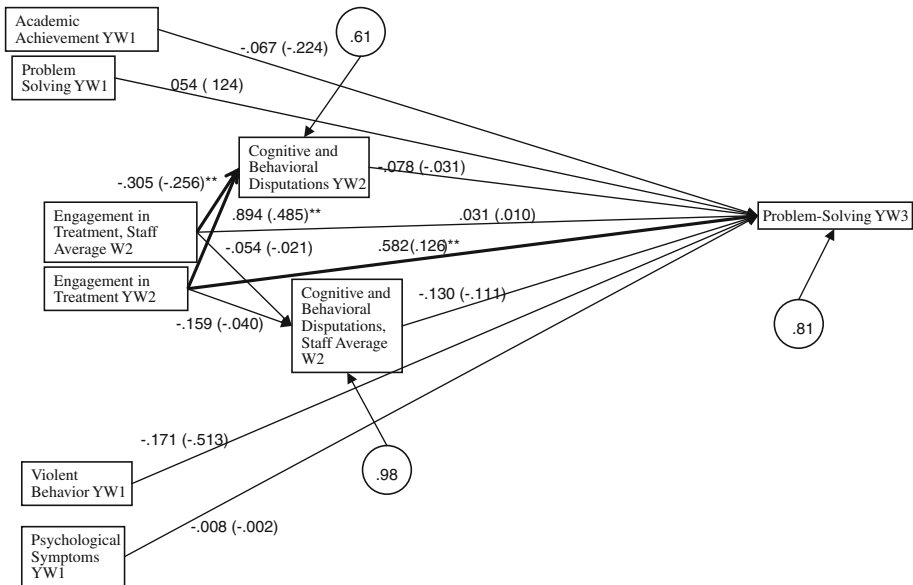 Academic
Achievement YW1
-.067 (-.224)
.61
Problem
Solving YW1
054 ( 124)
Cognitive and
Behavioral
Disputations YW2
-.078 (-.031)
-.305 (-.256)**
Engagement in
Treatment, Staff
Average W2
.894 (.485)**
.031 (.010)
Problem-Solving YW3
-.054 (-.021)
.582(.126)**
Engagement in
Treatment YW2
Cognitive and
Behavioral
Disputations,
Staff Average
W2
-.130 (-.111)
-.159 (-.040)
.81
-.171 (-.513)
Violent
Behavior YW1
.98
-.008 (-.002)
Psychological
Symptoms
YW1